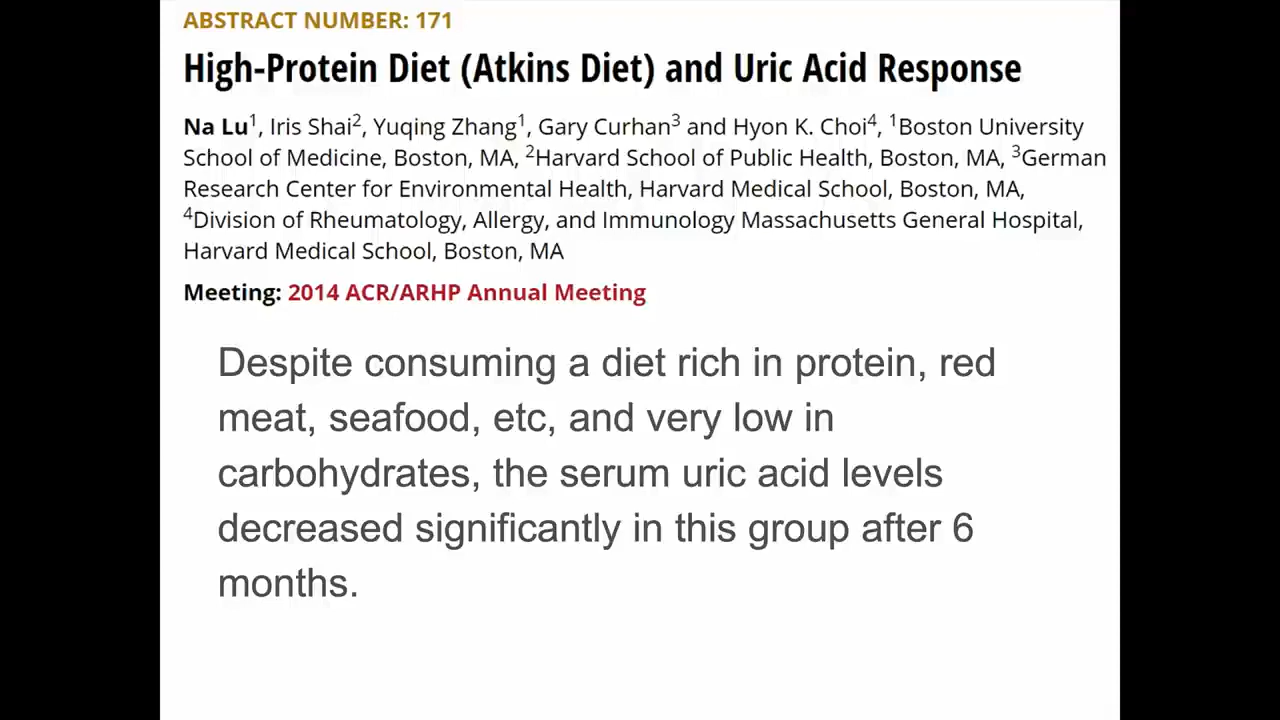 ABSTRACT NUMBER: 171
High-Protein Diet (Atkins Diet) and Uric Acid Response
Na Lu1, Iris Shai2, Yuqing Zhang1, Gary Curhan3 and Hyon K. Choi4, 1Boston University
School of Medicine, Boston, MA, 2Harvard School of Public Health, Boston, MA, 3German
Research Center for Environmental Health, Harvard Medical School, Boston, MA,
4Division of Rheumatology, Allergy, and Immunology Massachusetts General Hospital,
Harvard Medical School, Boston, MA
Meeting: 2014 ACR/ARHP Annual Meeting
Despite consuming a diet rich in protein, red
meat, seafood, etc, and very low in
carbohydrates, the serum uric acid levels
decreased significantly in this group after 6
months.